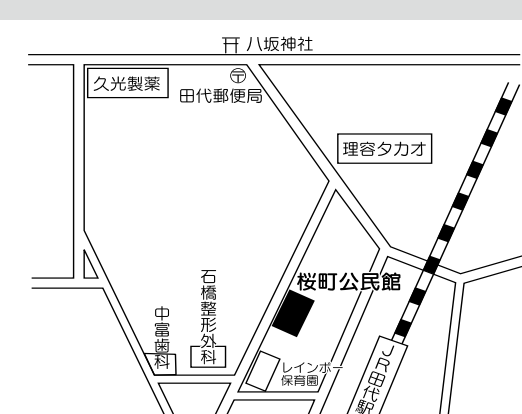 八坂神社
久光製薬
田代郵便局
理容タカオ
桜町公民館
石橋整形外科
中富歯科
レインボー
保育園
JR田代駅